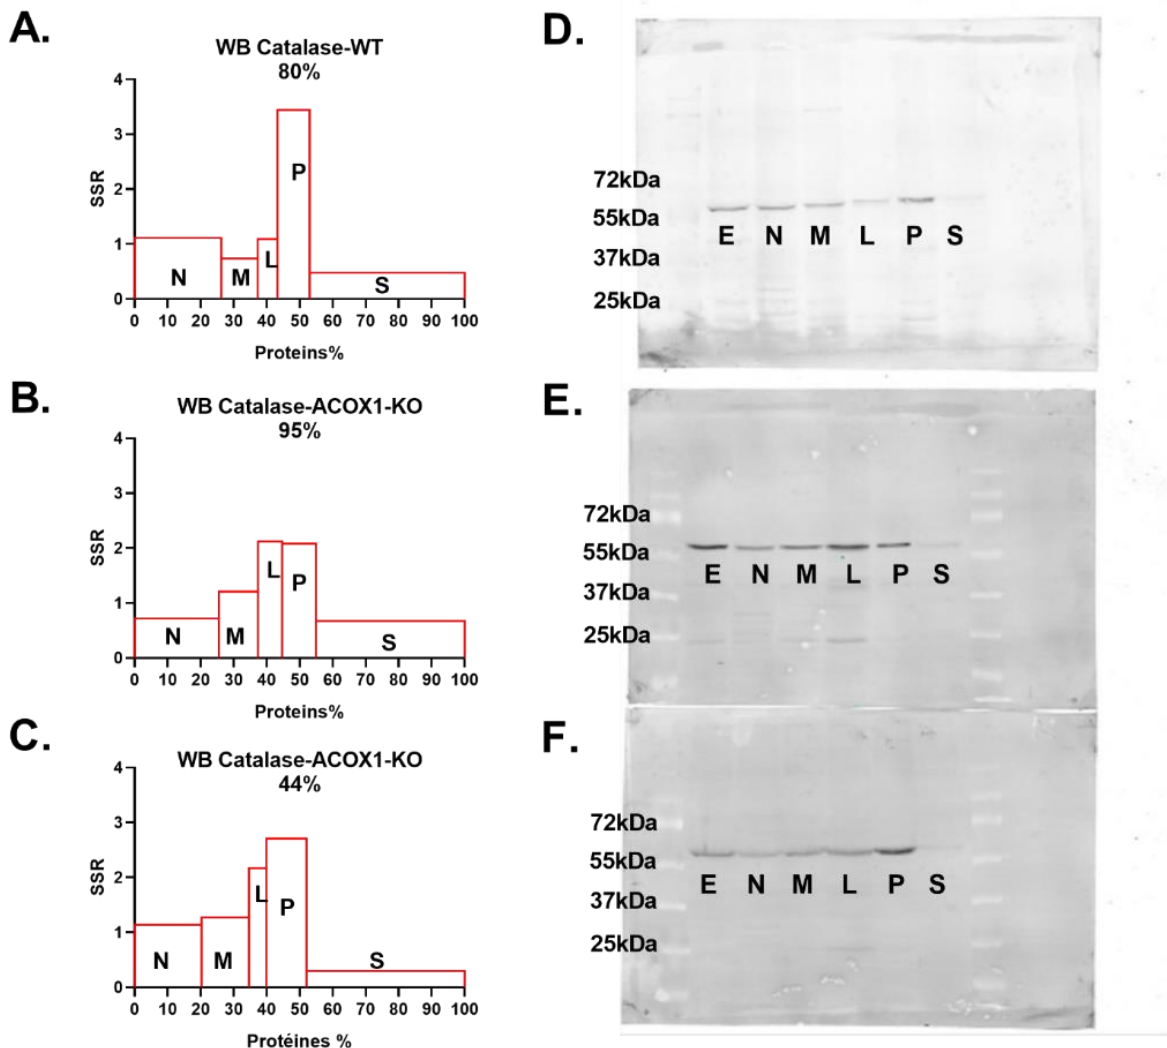 A.
WB Catalase-WT
80%
4
3
2
1
0
SSR
N
M
L
P
S
0 10 20 30 40 50 60 70 80 90 100
Proteins%
B.
WB Catalase-ACOX1-KO
95%
4
3
2
1
0
SSR
N
M
L
P
S
0 10 20 30 40 50 60 70 80 90 100
Proteins%
C.
WB Catalase-ACOX1-KO
44%
4
3
2
1
0
SSR
N
M
L
P
S
0 10 20 30 40 50 60 70 80 90 100
Protéines %
D.
72kDa
55kDa
E N M L P S
37kDa
25kDa
E.
72kDa
55kDa
E N M L P S
37kDa
25kDa
F.
72kDa
55kDa
E N M L P S
37kDa
25kDa